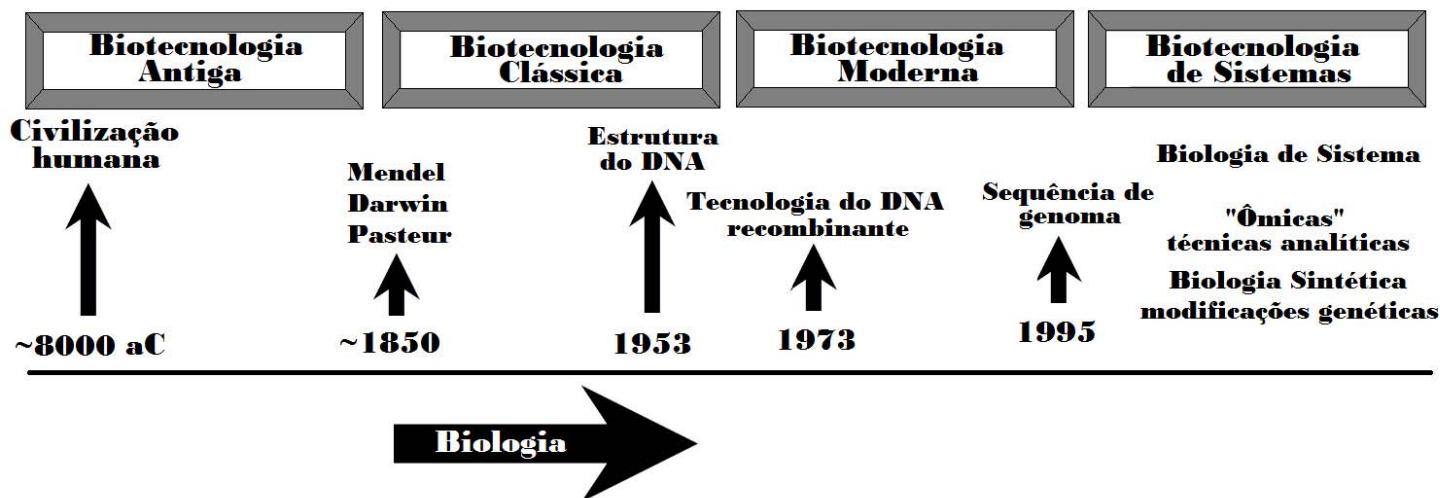 Biotecnologia
Antiga
Biotecnologia
Clássica
Biotecnologia
Moderna
Biotecnologia
de Sistemas
Civilização
humana
Mendel
Darwin
Pasteur
Estrutura
do DNA
Tecnologia do DNA
recombinante
Sequência de
genoma
Biologia de Sistema
"Ômicas"
técnicas analíticas
Biologia Sintética
modificações genéticas
~8000 aC
~1850
1953
1973
1995
Biologia